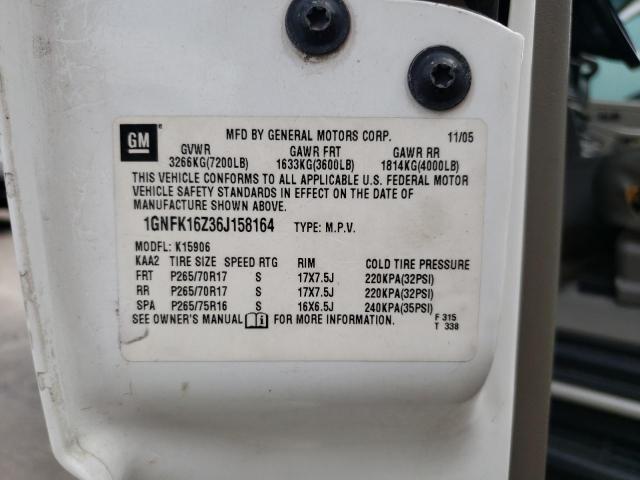 GM
MFD BY GENERAL MOTORS CORP. 11/05
GVWR GAWR FRT GAWR RR
3266KG(7200LB) 1633KG(3600LB) 1814KG(4000LB)
THIS VEHICLE CONFORMS TO ALL APPLICABLE U.S. FEDERAL MOTOR
VEHICLE SAFETY STANDARDS IN EFFECT ON THE DATE OF
MANUFACTURE SHOWN ABOVE.
1GNFK16Z36J158164 TYPE: M.P.V.
MODEL: K15906
KAA2 TIRE SIZE SPEED RTG RIM COLD TIRE PRESSURE
FRT P265/70R17 S 17X7.5J 220KPA(32PSI)
RR P265/70R17 S 17X7.5J 220KPA(32PSI)
SPA P265/75R16 S 16X6.5J 240KPA(35PSI)
SEE OWNER'S MANUAL FOR MORE INFORMATION. F 315
T 338